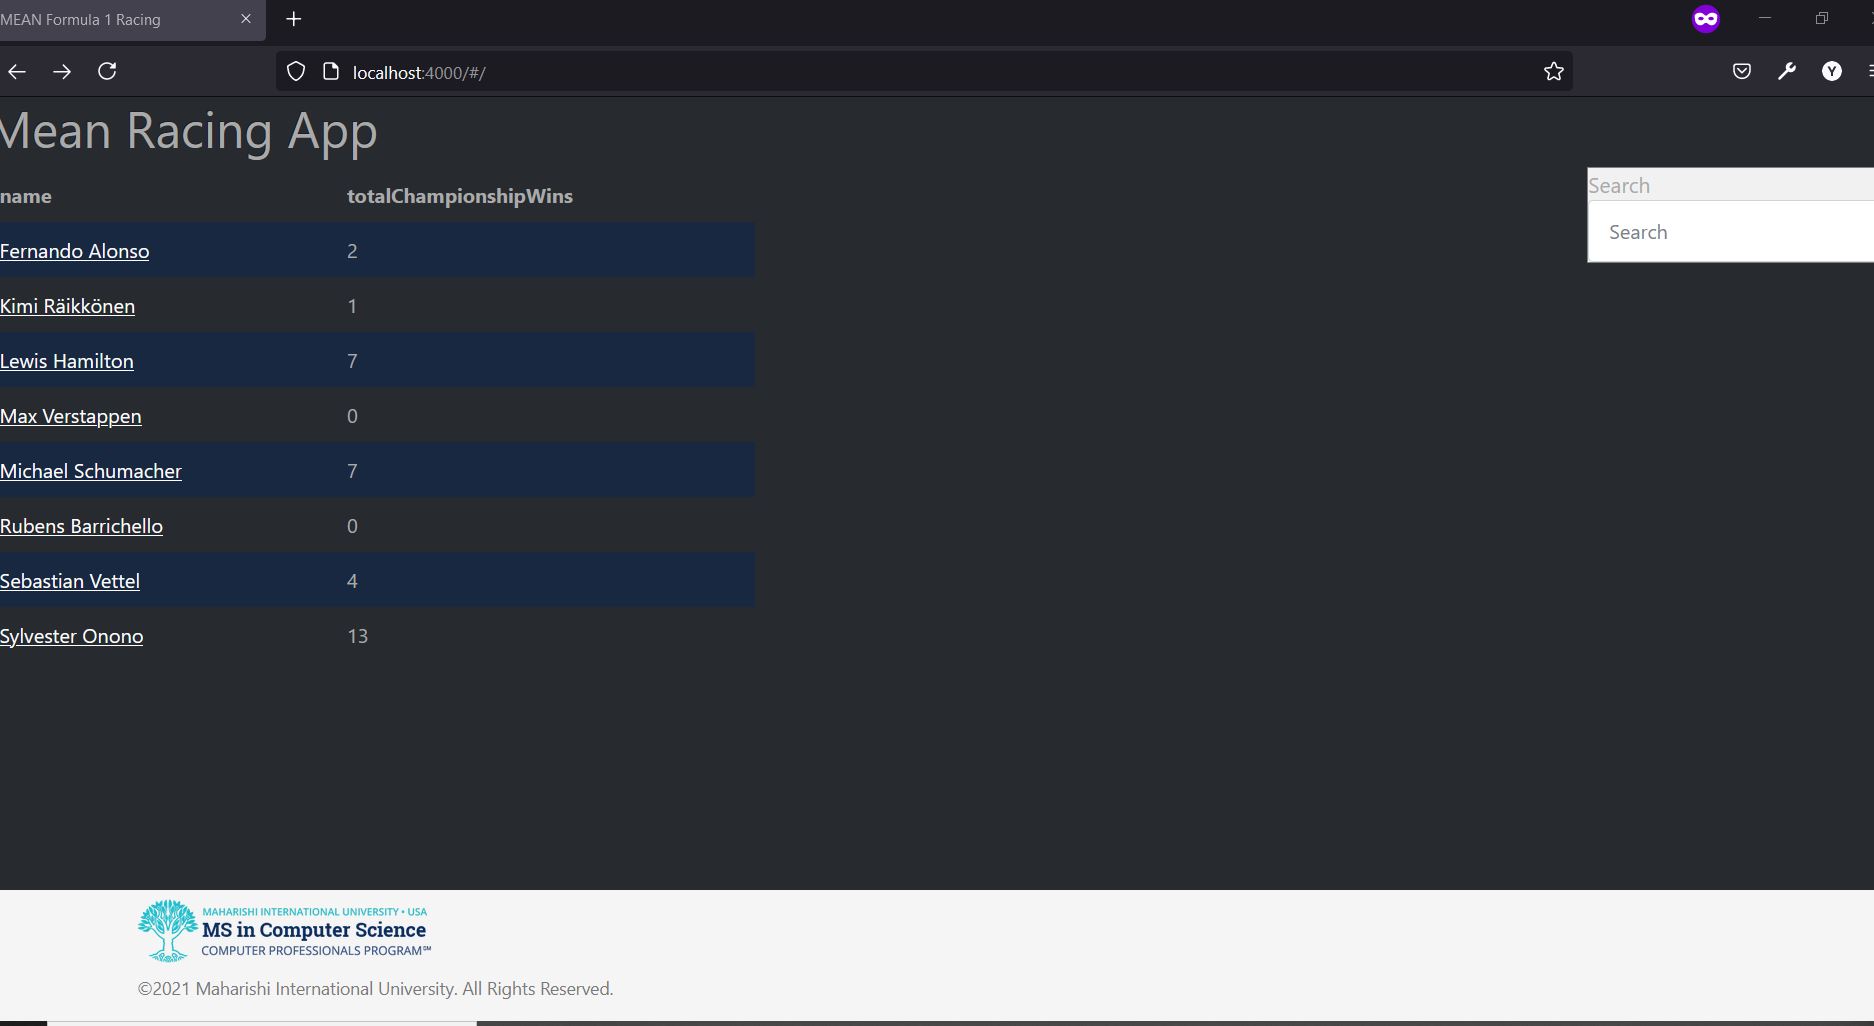 MEAN Formula 1 Racing
localhost:4000/#/
Y
Mean Racing App
Search
Search
name totalChampionshipWins
Fernando Alonso 2
Kimi Räikkönen 1
Lewis Hamilton 7
Max Verstappen 0
Michael Schumacher 7
Rubens Barrichello 0
Sebastian Vettel 4
Sylvester Onono 13
MAHARISHI INTERNATIONAL UNIVERSITY • USA
MS in Computer Science
COMPUTER PROFESSIONALS PROGRAM℠
©2021 Maharishi International University. All Rights Reserved.